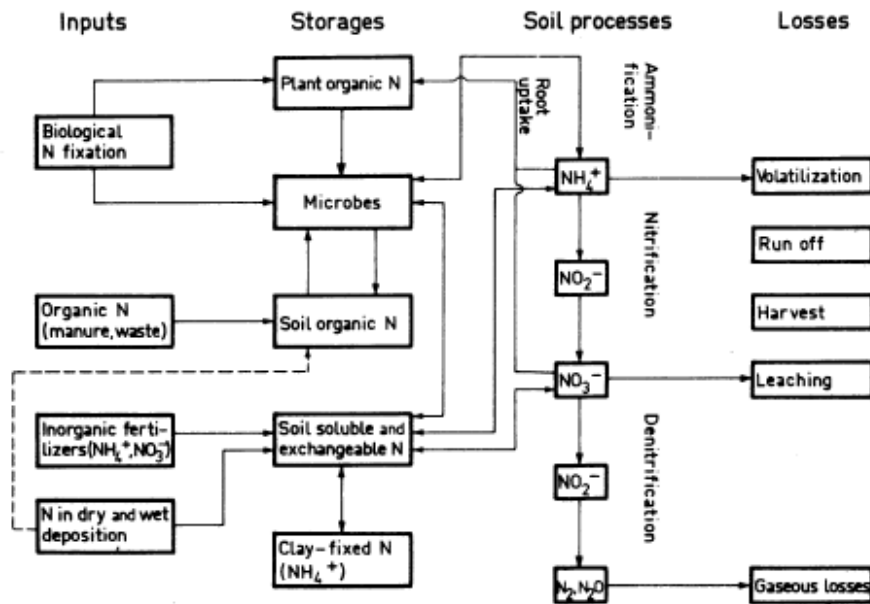 Inputs
Storages
Soil processes
Losses
Plant organic N
Root
uptake
Ammoni-
fication
Biological
N fixation
NH₄⁺
Volatilization
Microbes
Run off
Nitrification
NO₂⁻
Organic N
(manure, waste)
Soil organic N
Harvest
NO₃⁻
Leaching
Inorganic ferti-
lizers(NH₄⁺,NO₃⁻)
Soil soluble and
exchangeable N
Denitrification
NO₂⁻
N in dry and wet
deposition
Clay-fixed N
(NH₄⁺)
N₂,N₂O
Gaseous losses